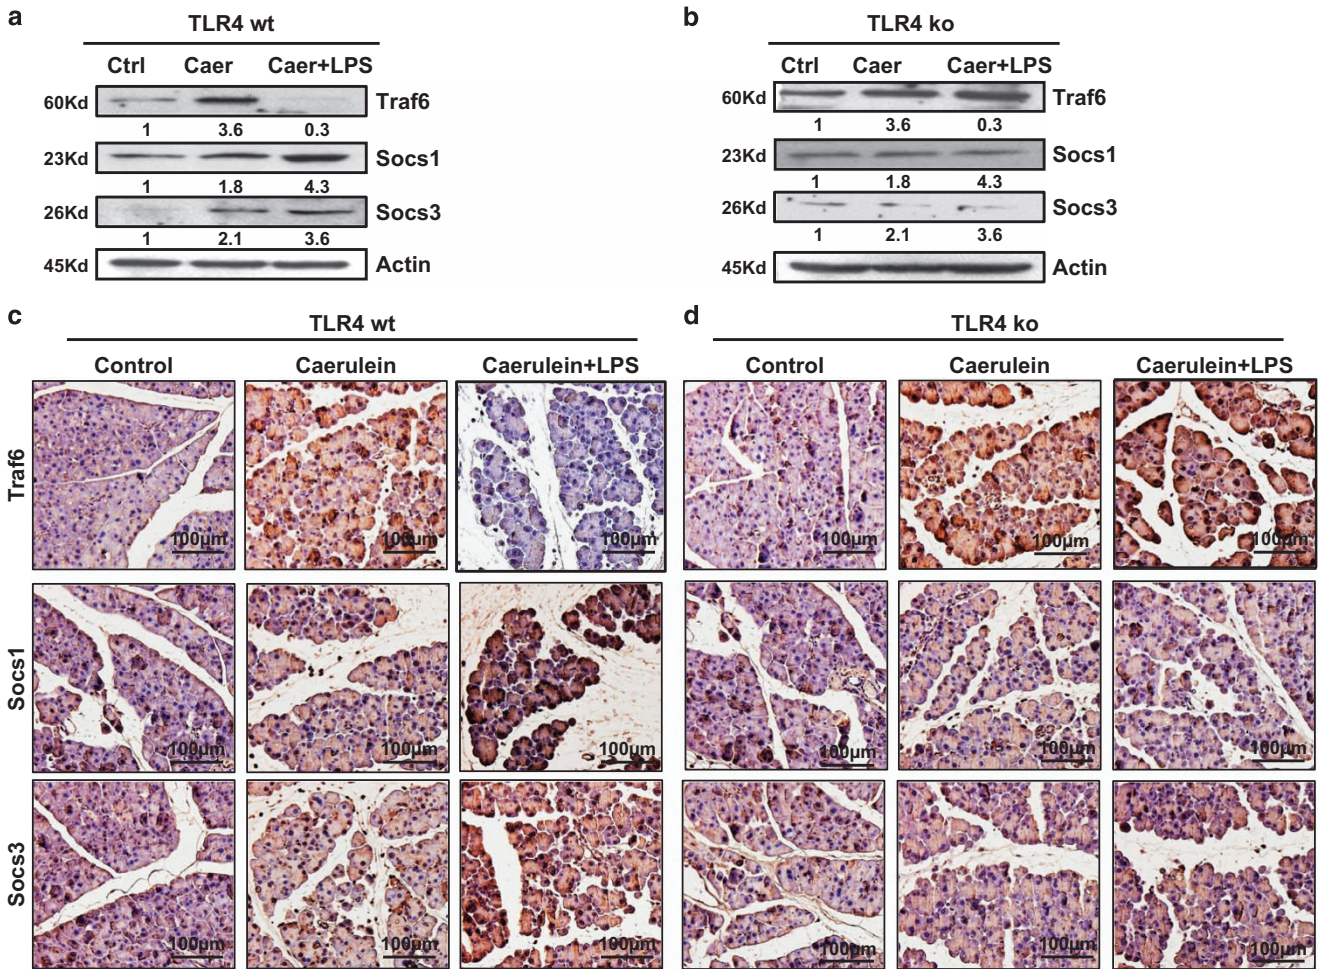 a
TLR4 wt
Ctrl Caer Caer+LPS
60Kd Traf6
1 3.6 0.3
23Kd Socs1
1 1.8 4.3
26Kd Socs3
1 2.1 3.6
45Kd Actin
b
TLR4 ko
Ctrl Caer Caer+LPS
60Kd Traf6
1 3.6 0.3
23Kd Socs1
1 1.8 4.3
26Kd Socs3
1 2.1 3.6
45Kd Actin
c
TLR4 wt
Control Caerulein Caerulein+LPS
Traf6
100µm 100µm 100µm
Socs1
100µm 100µm 100µm
Socs3
100µm 100µm 100µm
d
TLR4 ko
Control Caerulein Caerulein+LPS
100µm 100µm 100µm
100µm 100µm 100µm
100µm 100µm 100µm